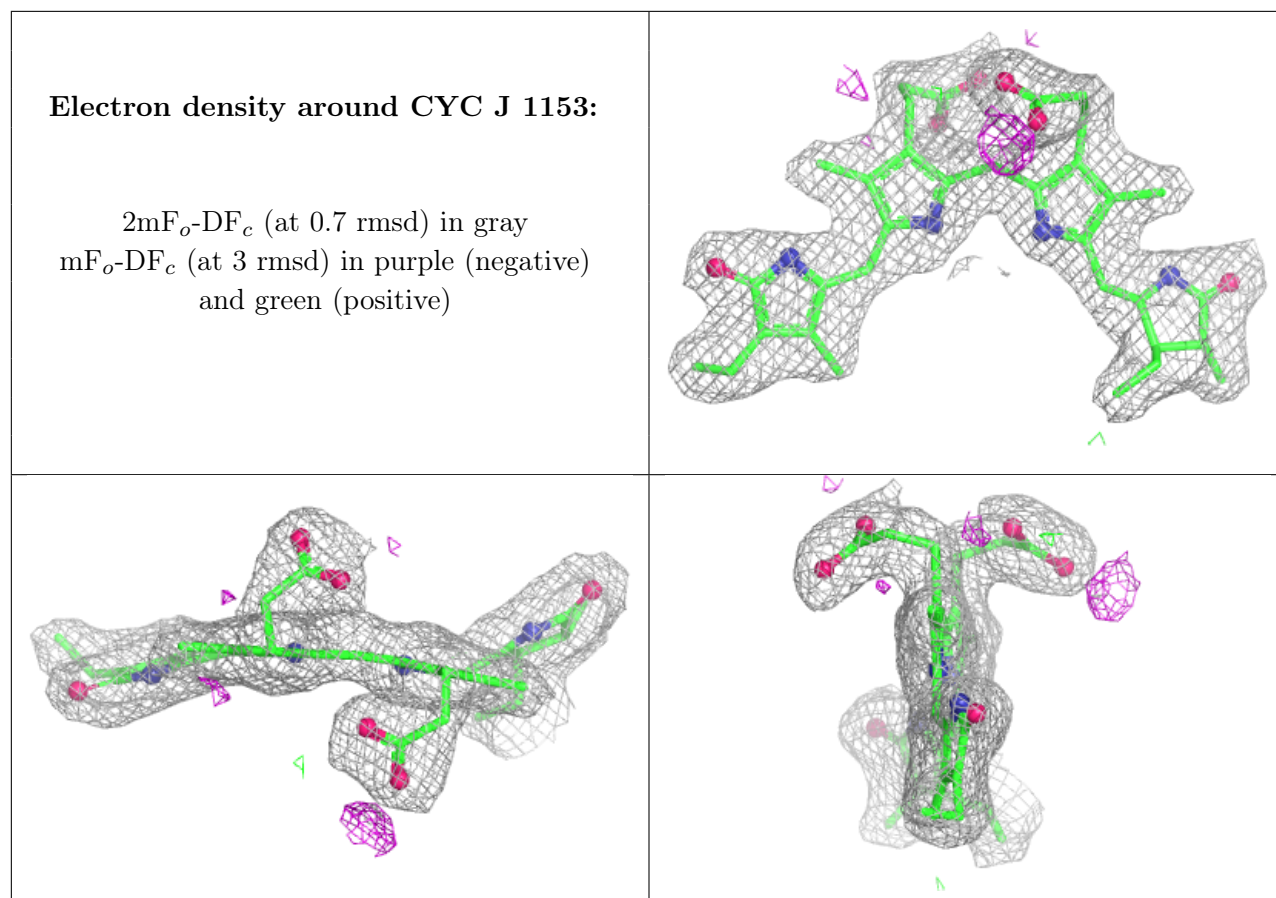 Electron density around CYC J 1153:
2mFₒ-DF𝒸 (at 0.7 rmsd) in gray
mFₒ-DF𝒸 (at 3 rmsd) in purple (negative)
and green (positive)